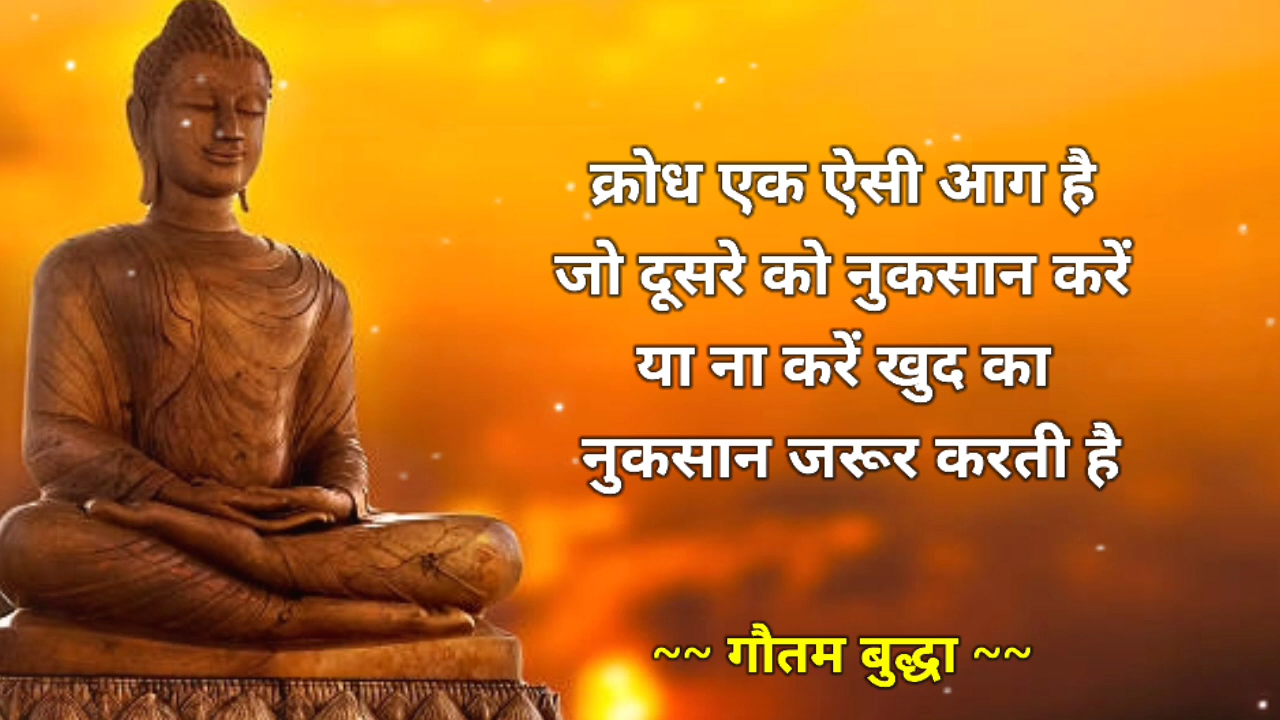 क्रोध एक ऐसी आग है
जो दूसरे को नुकसान करें
या ना करें खुद का
नुकसान जरूर करती है
~~ गौतम बुद्धा ~~